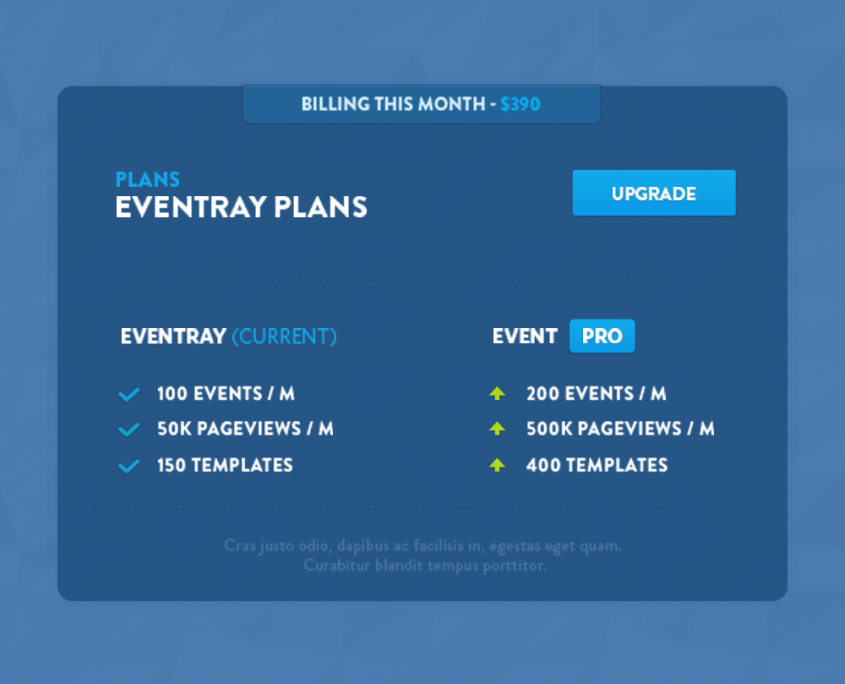 BILLING THIS MONTH - $390
PLANS
EVENTRAY PLANS
UPGRADE
EVENTRAY (CURRENT)
100 EVENTS / M
50K PAGEVIEWS / M
150 TEMPLATES
EVENT PRO
200 EVENTS / M
500K PAGEVIEWS / M
400 TEMPLATES
Cras justo odio, dapibus ac facilisis in, egestas eget quam.
Curabitur blandit tempus porttitor.